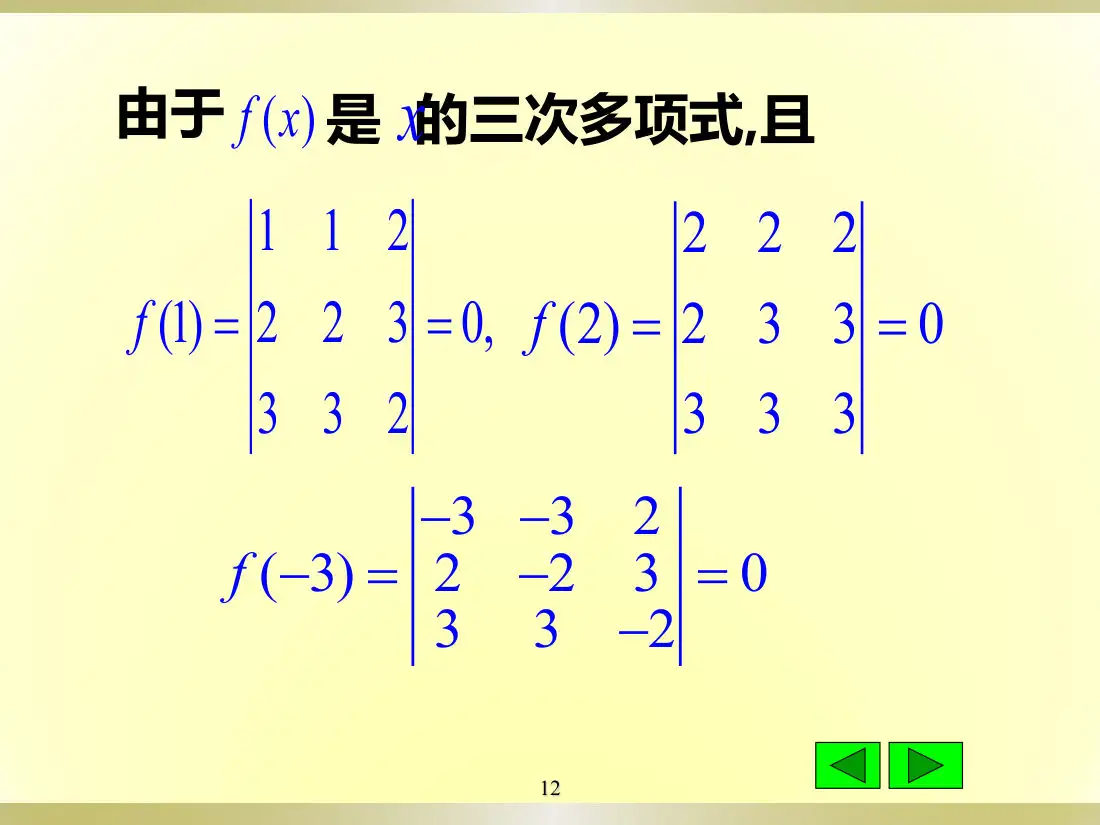 由于 f(x) 是 x 的三次多项式,且
1 1 2 2 2 2
f(1) = 2 2 3 = 0, f(2) = 2 3 3 = 0
3 3 2 3 3 3
−3 −3 2
f(−3) = 2 −2 3 = 0
3 3 −2
12